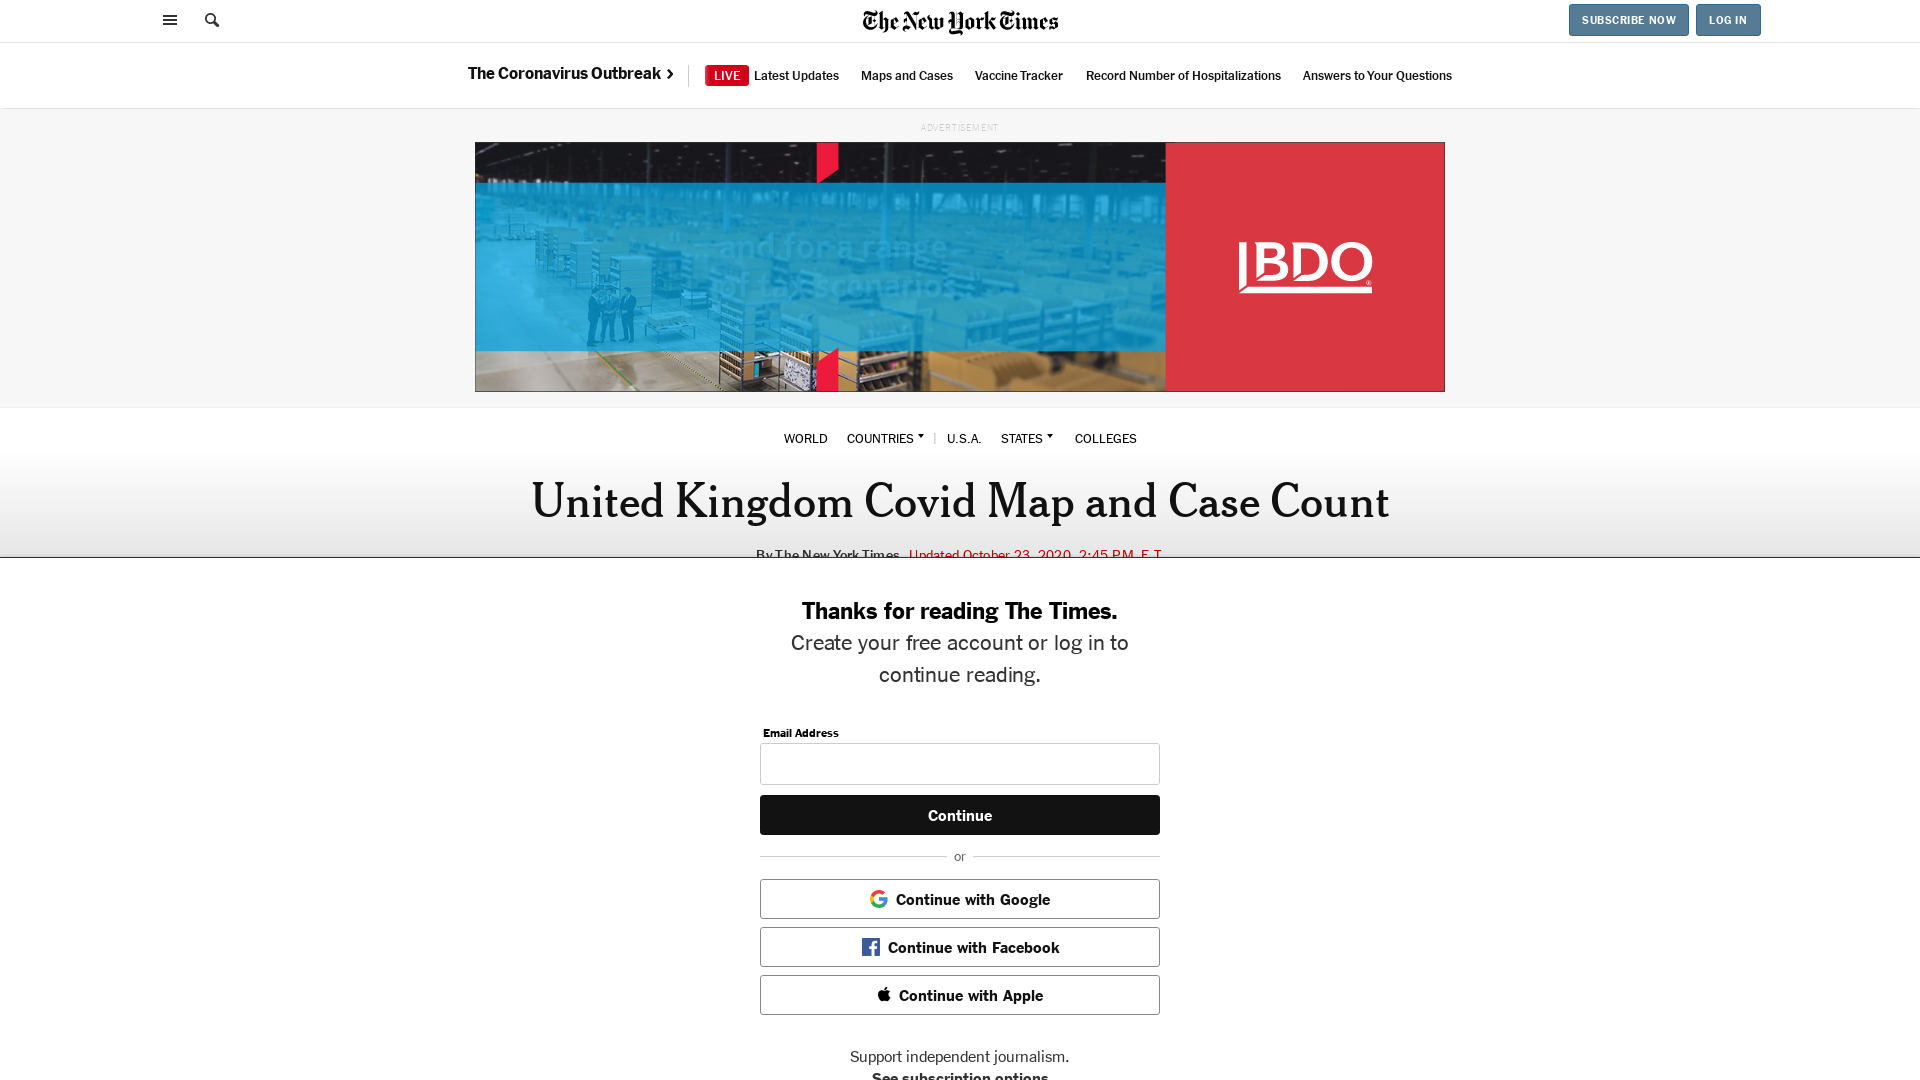 The New York Times
SUBSCRIBE NOW
LOG IN
The Coronavirus Outbreak
LIVE Latest Updates
Maps and Cases
Vaccine Tracker
Record Number of Hospitalizations
Answers to Your Questions
ADVERTISEMENT
"... and for a range
of tax scenarios."
BDO
WORLD
COUNTRIES
U.S.A.
STATES
COLLEGES
United Kingdom Covid Map and Case Count
By The New York Times Updated October 23, 2020, 2:45 P.M. E.T.
Thanks for reading The Times.
Create your free account or log in to
continue reading.
Email Address
Continue
or
Continue with Google
Continue with Facebook
Continue with Apple
Support independent journalism.
See subscription options